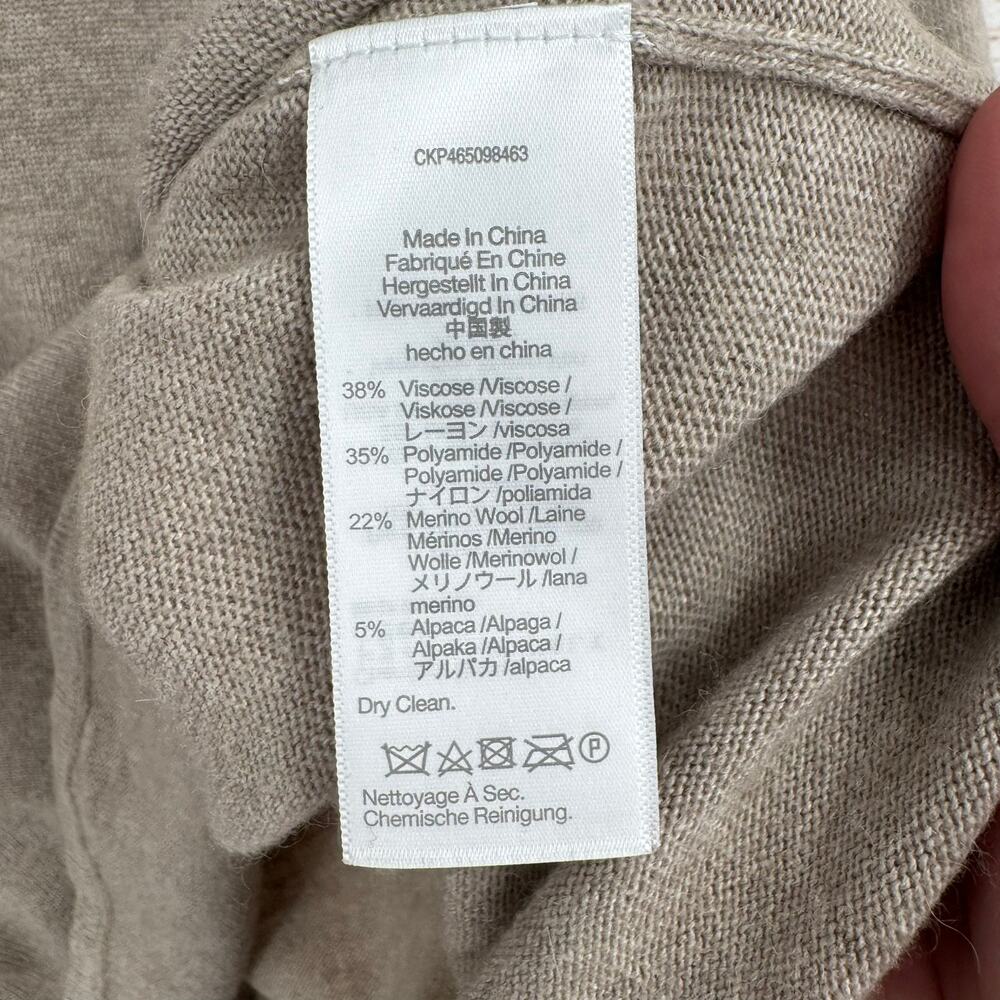 CKP465098463
Made In China
Fabriqué En Chine
Hergestellt In China
Vervaardigd In China
中国製
hecho en china
38% Viscose /Viscose /
Viskose /Viscose /
レーヨン /viscosa
35% Polyamide /Polyamide /
Polyamide /Polyamide /
ナイロン /poliamida
22% Merino Wool /Laine
Mérinos /Merino
Wolle /Merinowol /
メリノウール /lana
merino
5% Alpaca /Alpaga /
Alpaka /Alpaca /
アルパカ /alpaca
Dry Clean.
P
Nettoyage À Sec.
Chemische Reinigung.